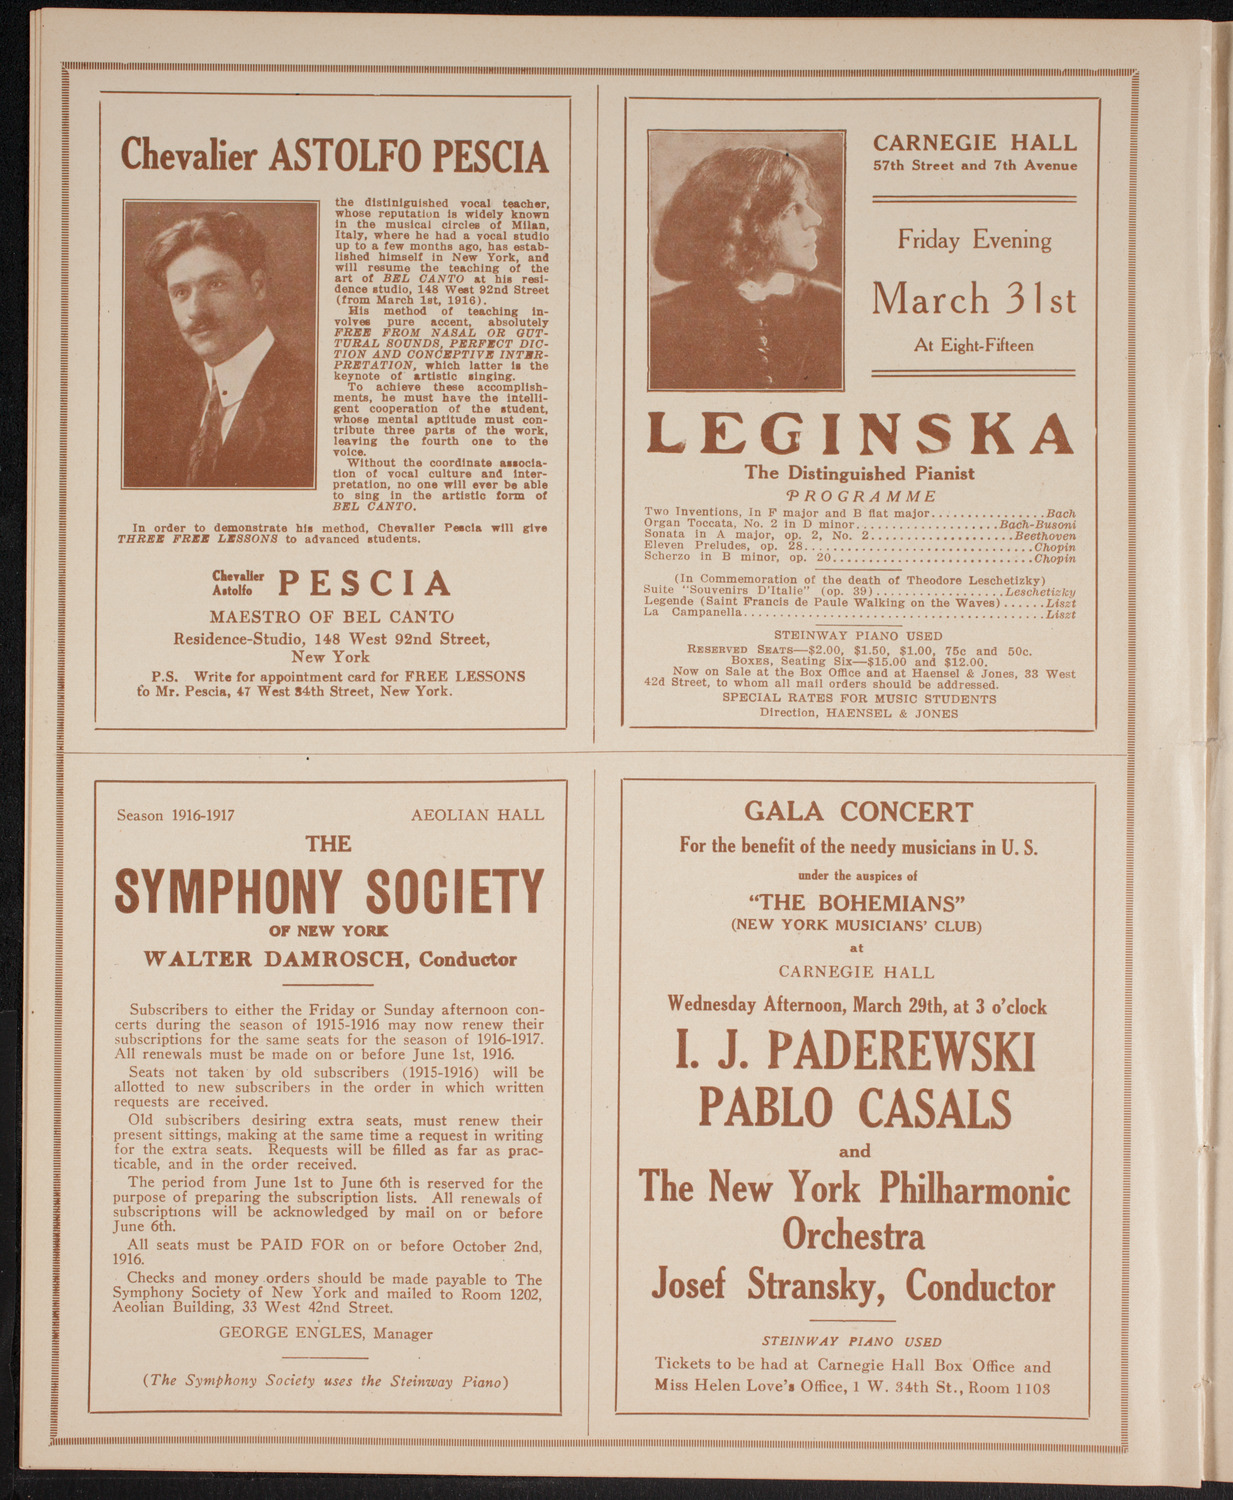 Chevalier ASTOLFO PESCIA
the distiniguished vocal teacher,
whose reputation is widely known
in the musical circles of Milan,
Italy, where he had a vocal studio
up to a few months ago, has estab-
lished himself in New York, and
will resume the teaching of the
art of BEL CANTO at his resi-
dence studio, 148 West 92nd Street
(from March 1st, 1916).
His method of teaching in-
volves pure accent, absolutely
FREE FROM NASAL OR GUT-
TURAL SOUNDS, PERFECT DIC-
TION AND CONCEPTIVE INTER-
PRETATION, which latter is the
keynote of artistic singing.
To achieve these accomplish-
ments, he must have the intelli-
gent cooperation of the student,
whose mental aptitude must con-
tribute three parts of the work,
leaving the fourth one to the
voice.
Without the coordinate associa-
tion of vocal culture and inter-
pretation, no one will ever be able
to sing in the artistic form of
BEL CANTO.
In order to demonstrate his method, Chevalier Pescia will give
THREE FREE LESSONS to advanced students.
Chevalier
Astolfo PESCIA
MAESTRO OF BEL CANTO
Residence-Studio, 148 West 92nd Street,
New York
P.S. Write for appointment card for FREE LESSONS
to Mr. Pescia, 47 West 34th Street, New York.
CARNEGIE HALL
57th Street and 7th Avenue
Friday Evening
March 31st
At Eight-Fifteen
LEGINSKA
The Distinguished Pianist
PROGRAMME
Two Inventions, In F major and B flat major...............Bach
Organ Toccata, No. 2 in D minor....................Bach-Busoni
Sonata in A major, op. 2, No. 2....................Beethoven
Eleven Preludes, op. 28................................Chopin
Scherzo in B minor, op. 20..............................Chopin
(In Commemoration of the death of Theodore Leschetizky)
Suite "Souvenirs D'Italie" (op. 39)..................Leschetizky
Legende (Saint Francis de Paule Walking on the Waves)......Liszt
La Campanella..........................................Liszt
STEINWAY PIANO USED
RESERVED SEATS—$2.00, $1.50, $1.00, 75c and 50c.
BOXES, Seating Six—$15.00 and $12.00.
Now on Sale at the Box Office and at Haensel & Jones, 33 West
42d Street, to whom all mail orders should be addressed.
SPECIAL RATES FOR MUSIC STUDENTS
Direction, HAENSEL & JONES
Season 1916-1917 AEOLIAN HALL
THE
SYMPHONY SOCIETY
OF NEW YORK
WALTER DAMROSCH, Conductor
Subscribers to either the Friday or Sunday afternoon con-
certs during the season of 1915-1916 may now renew their
subscriptions for the same seats for the season of 1916-1917.
All renewals must be made on or before June 1st, 1916.
Seats not taken by old subscribers (1915-1916) will be
allotted to new subscribers in the order in which written
requests are received.
Old subscribers desiring extra seats, must renew their
present sittings, making at the same time a request in writing
for the extra seats. Requests will be filled as far as prac-
ticable, and in the order received.
The period from June 1st to June 6th is reserved for the
purpose of preparing the subscription lists. All renewals of
subscriptions will be acknowledged by mail on or before
June 6th.
All seats must be PAID FOR on or before October 2nd,
1916.
Checks and money orders should be made payable to The
Symphony Society of New York and mailed to Room 1202,
Aeolian Building, 33 West 42nd Street.
GEORGE ENGLES, Manager
(The Symphony Society uses the Steinway Piano)
GALA CONCERT
For the benefit of the needy musicians in U. S.
under the auspices of
"THE BOHEMIANS"
(NEW YORK MUSICIANS' CLUB)
at
CARNEGIE HALL
Wednesday Afternoon, March 29th, at 3 o'clock
I. J. PADEREWSKI
PABLO CASALS
and
The New York Philharmonic
Orchestra
Josef Stransky, Conductor
STEINWAY PIANO USED
Tickets to be had at Carnegie Hall Box Office and
Miss Helen Love's Office, 1 W. 34th St., Room 1103